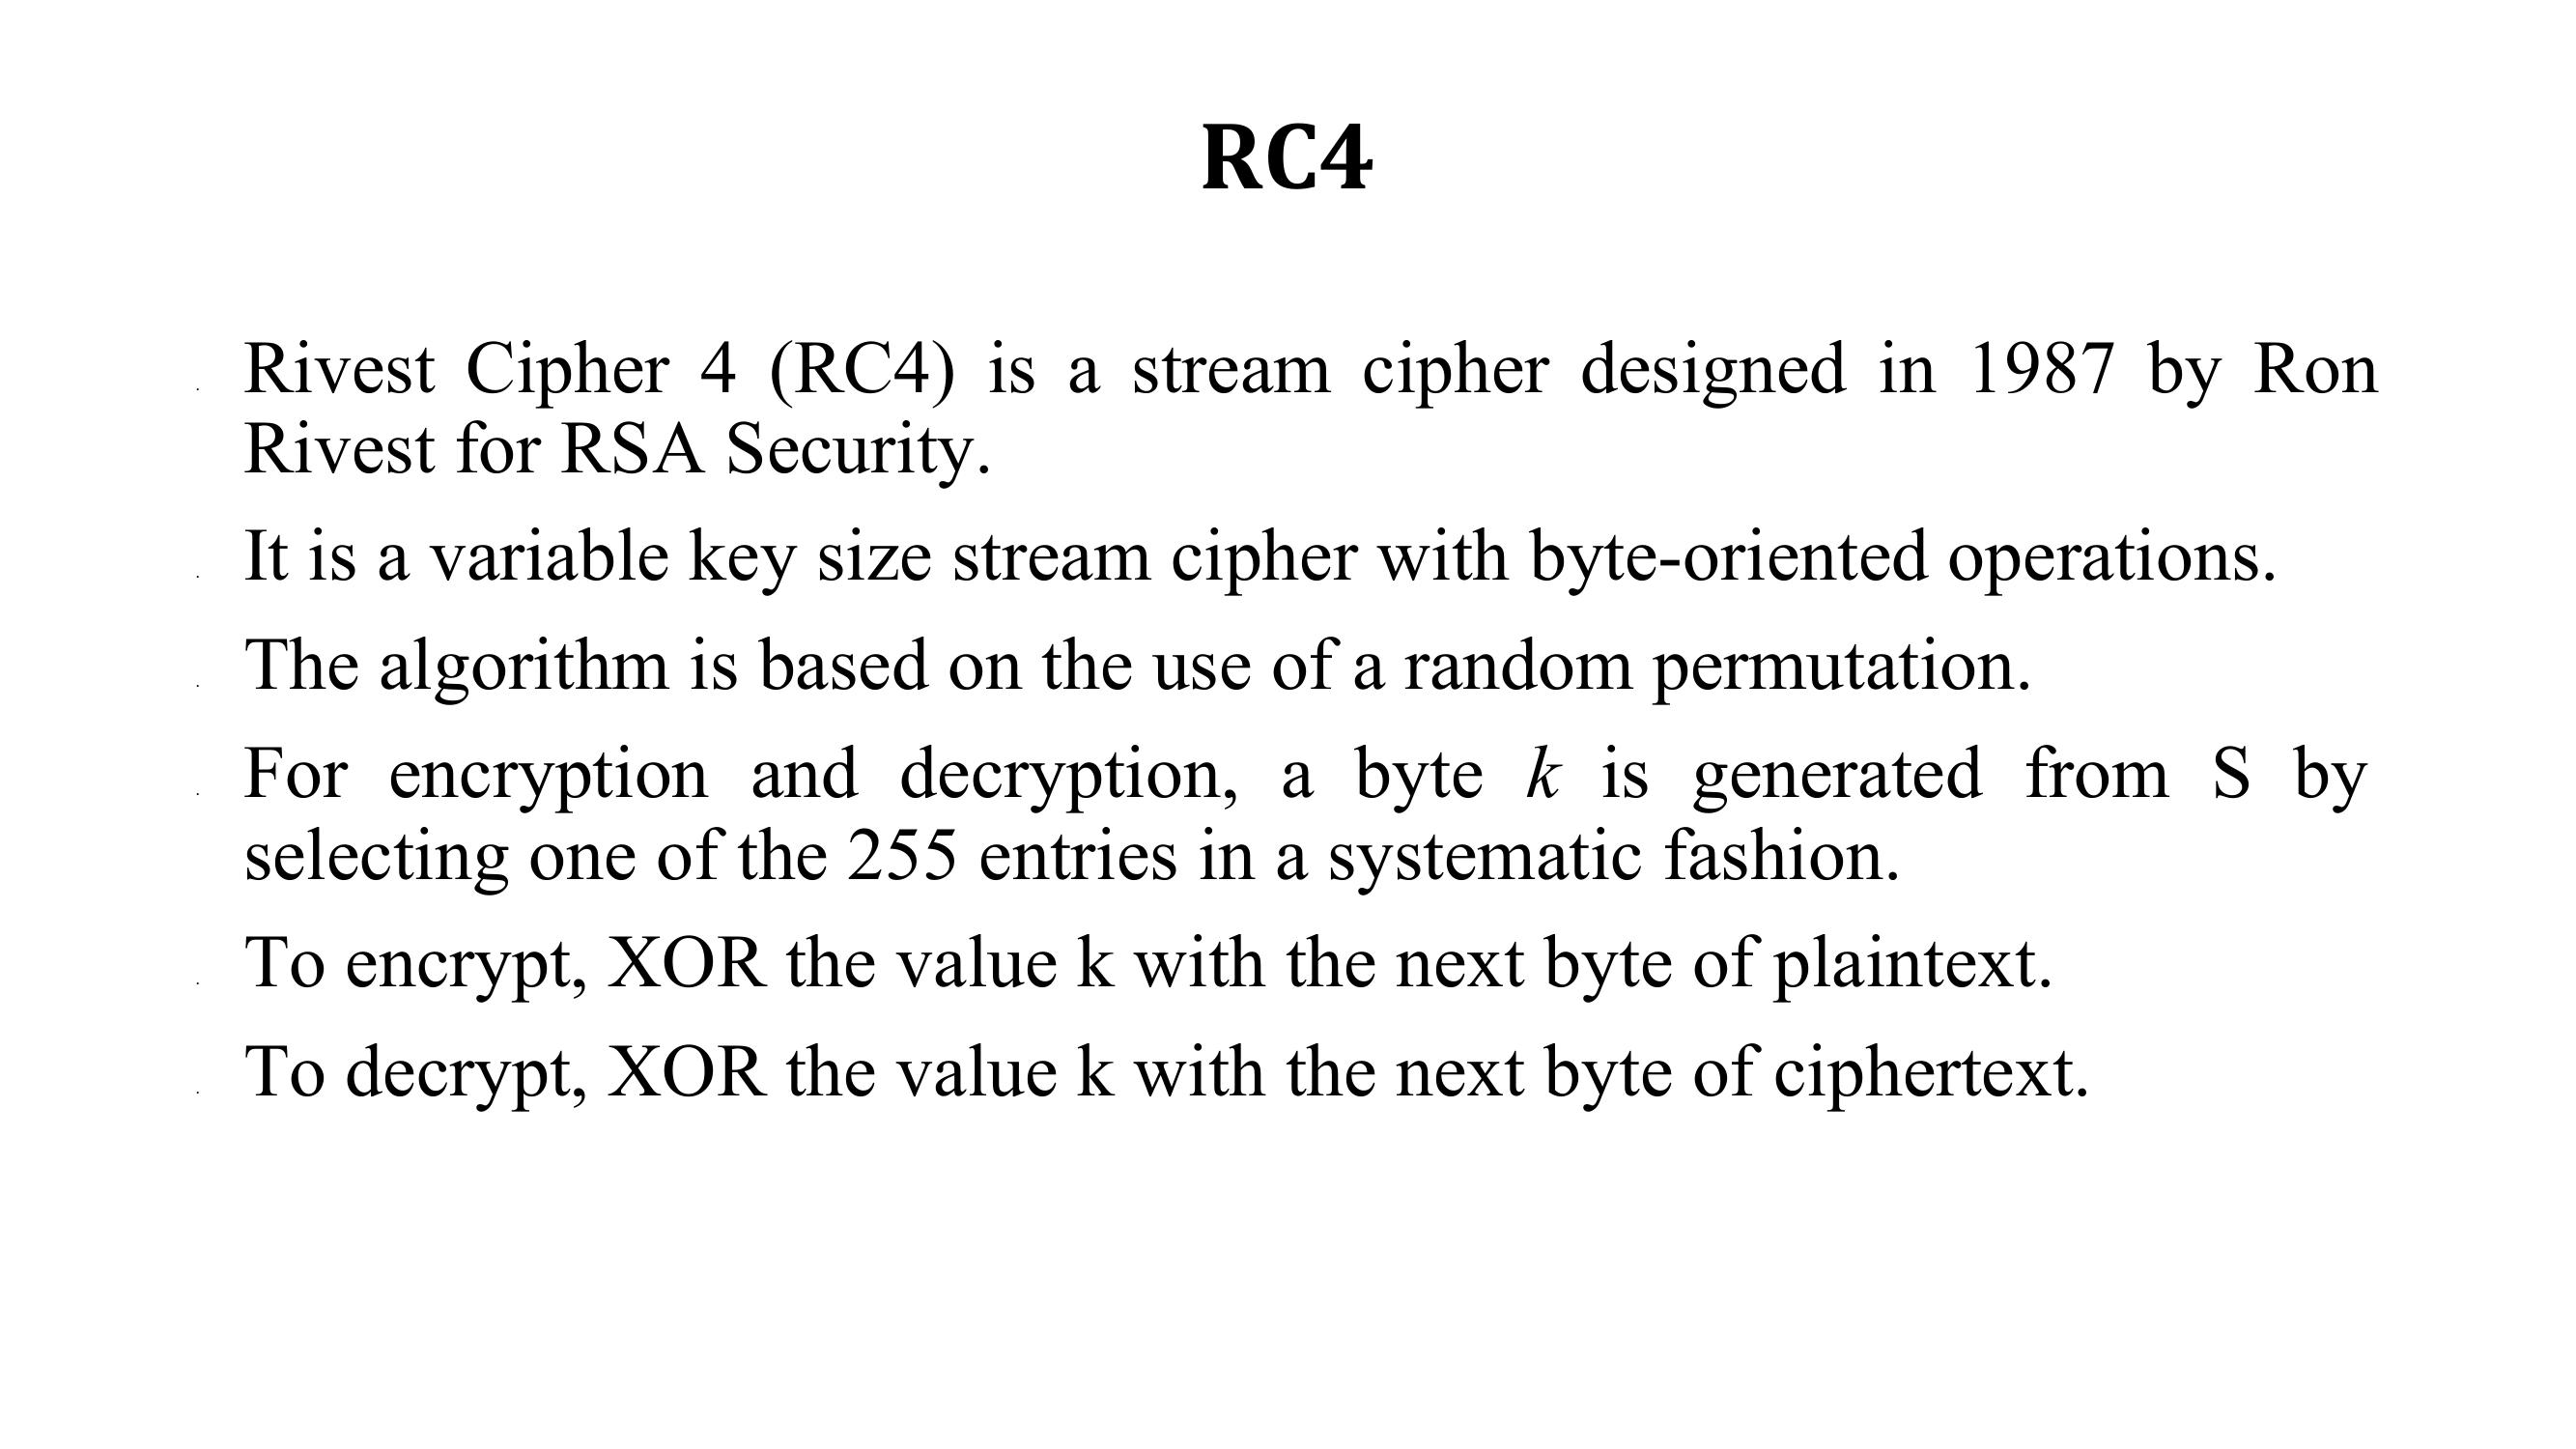 RC4
Rivest Cipher 4 (RC4) is a stream cipher designed in 1987 by Ron
Rivest for RSA Security.
It is a variable key size stream cipher with byte-oriented operations.
The algorithm is based on the use of a random permutation.
For encryption and decryption, a byte k is generated from S by
selecting one of the 255 entries in a systematic fashion.
To encrypt, XOR the value k with the next byte of plaintext.
To decrypt, XOR the value k with the next byte of ciphertext.